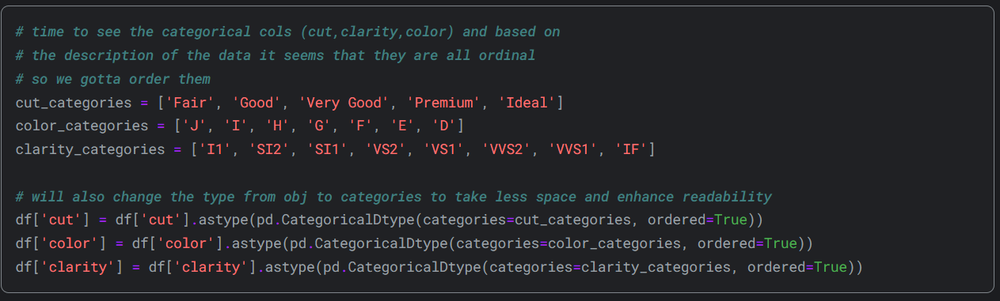 # time to see the categorical cols (cut,clarity,color) and based on
# the description of the data it seems that they are all ordinal
# so we gotta order them
cut_categories = ['Fair', 'Good', 'Very Good', 'Premium', 'Ideal']
color_categories = ['J', 'I', 'H', 'G', 'F', 'E', 'D']
clarity_categories = ['I1', 'SI2', 'SI1', 'VS2', 'VS1', 'VVS2', 'VVS1', 'IF']

# will also change the type from obj to categories to take less space and enhance readability
df['cut'] = df['cut'].astype(pd.CategoricalDtype(categories=cut_categories, ordered=True))
df['color'] = df['color'].astype(pd.CategoricalDtype(categories=color_categories, ordered=True))
df['clarity'] = df['clarity'].astype(pd.CategoricalDtype(categories=clarity_categories, ordered=True))